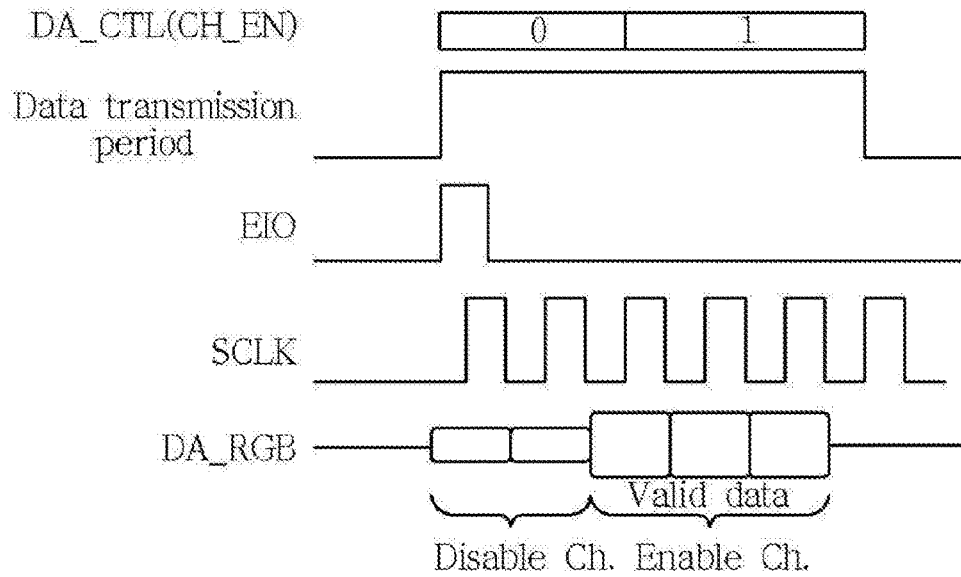 DA_CTL(CH_EN)
0
1
Data transmission
period
EIO
SCLK
DA_RGB
Valid data
Disable Ch.
Enable Ch.